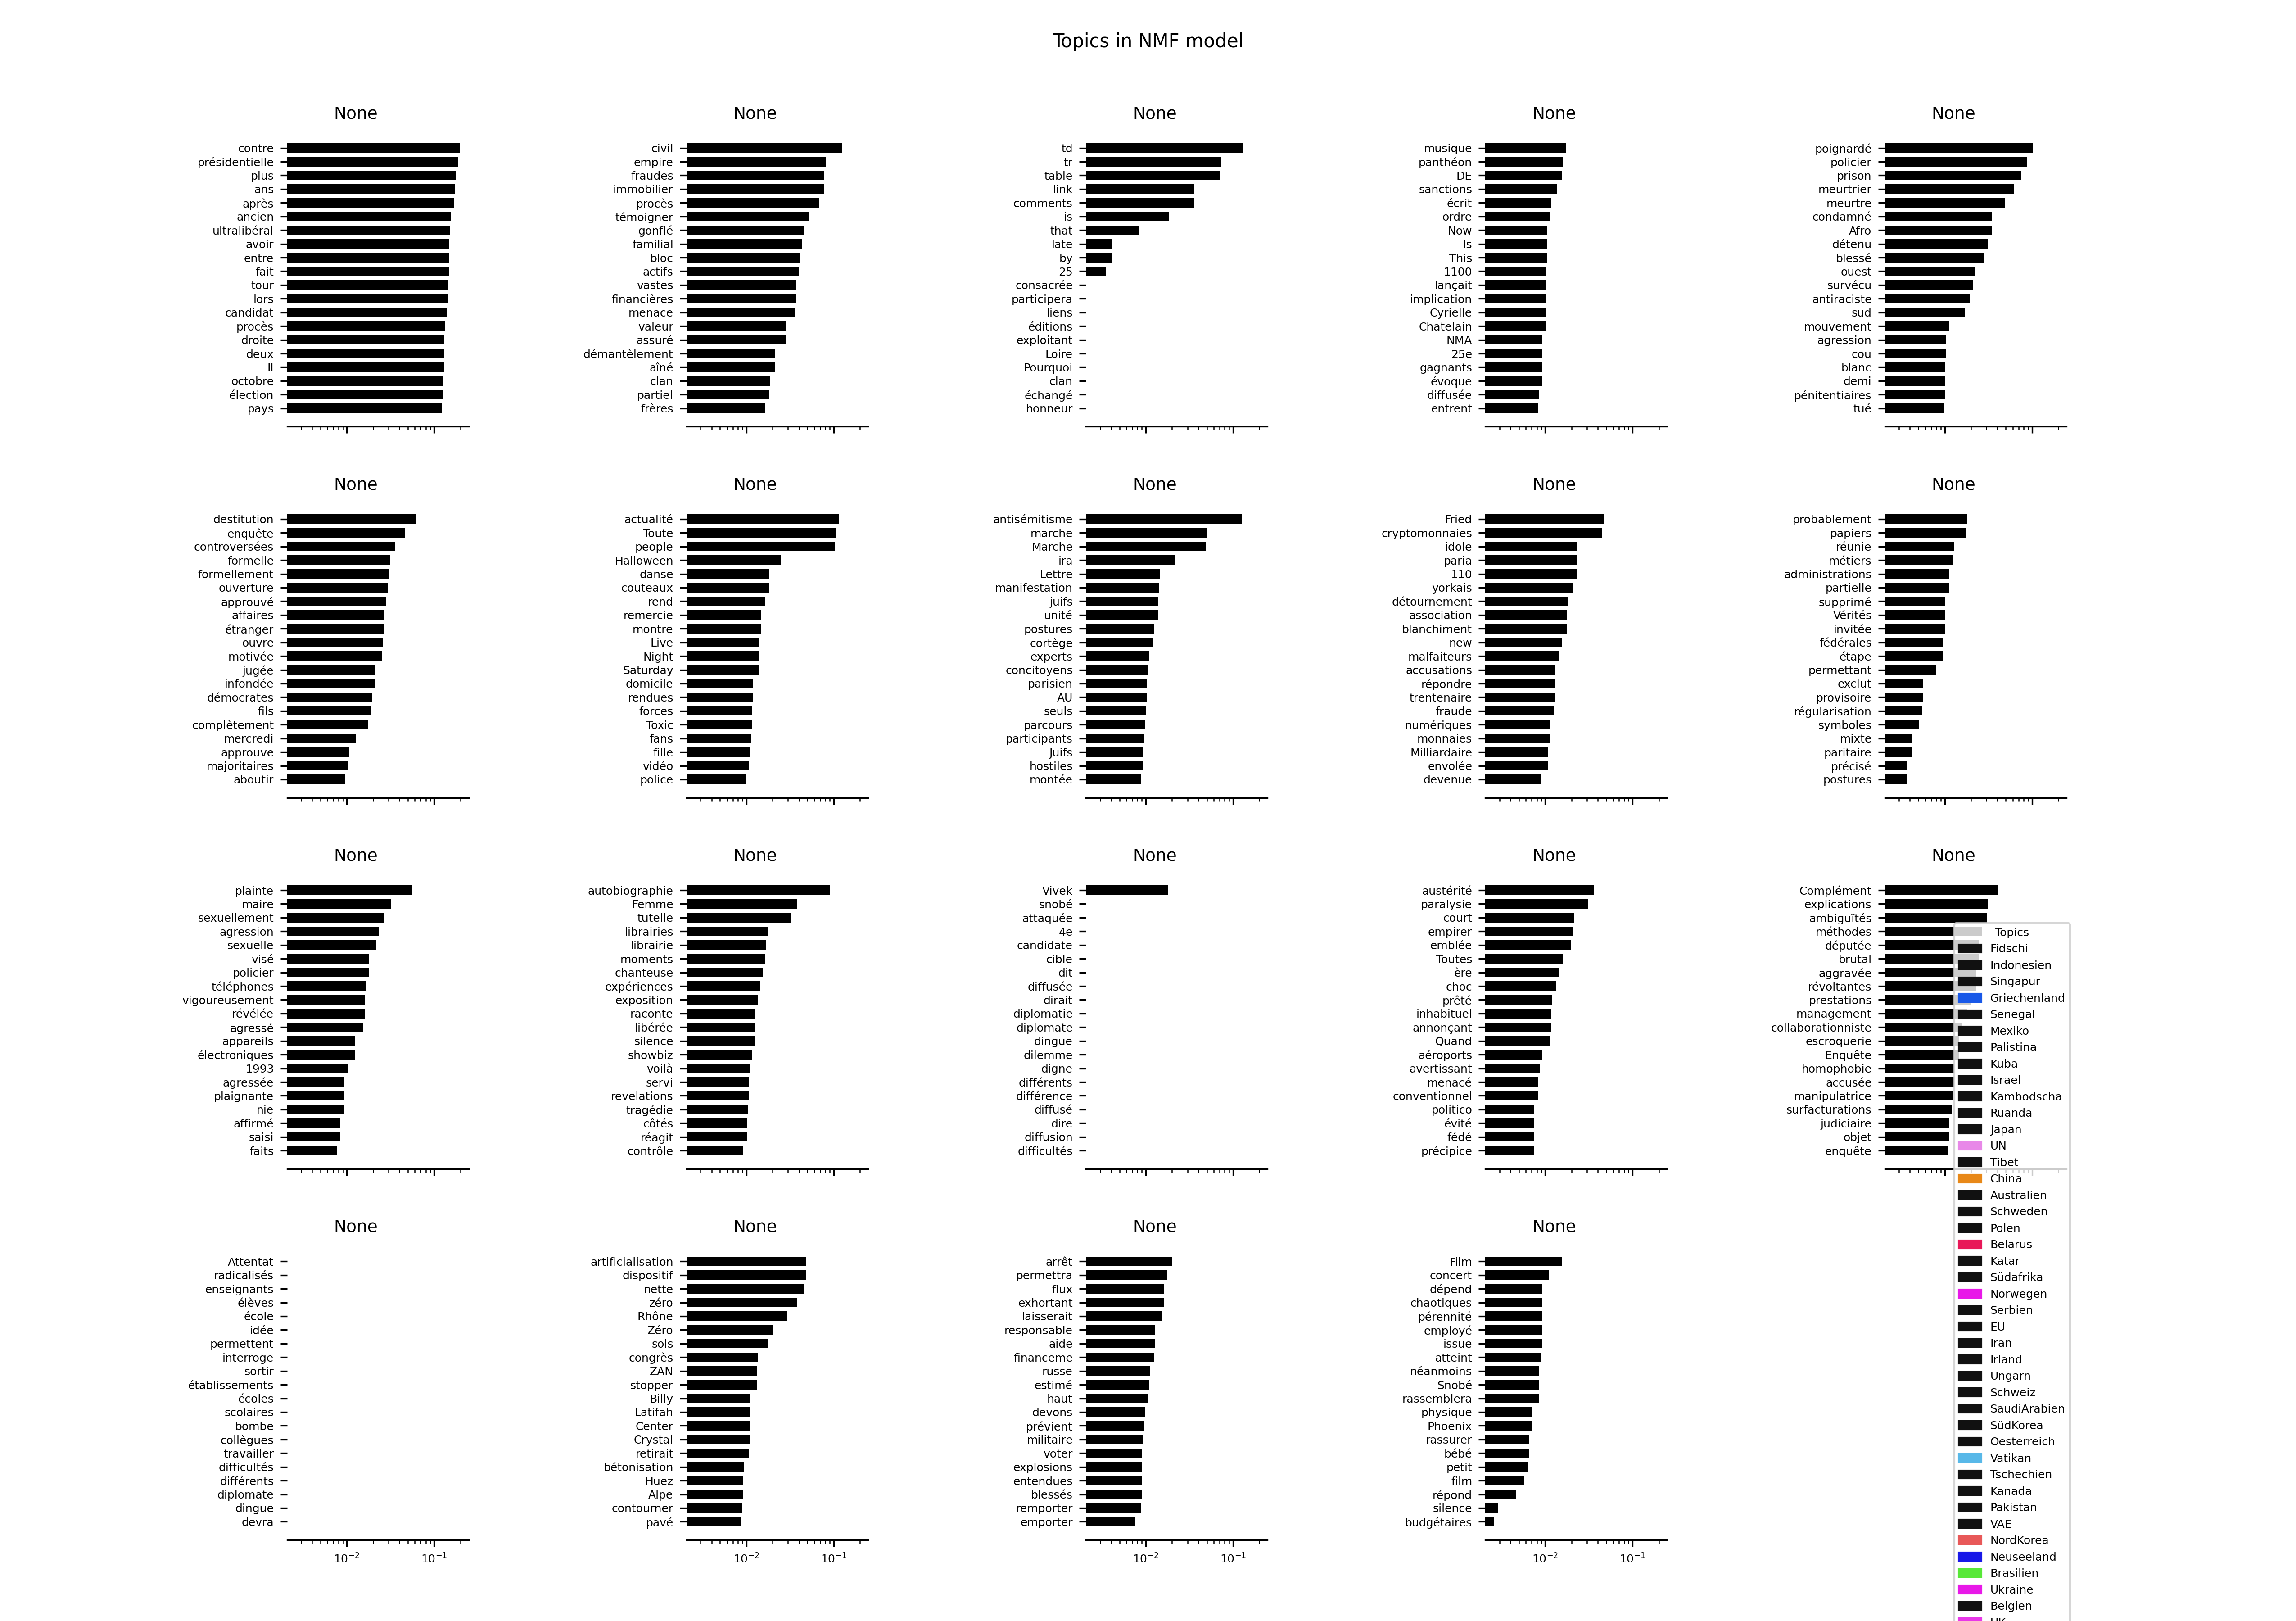 Topics in NMF model
None
contre
présidentielle
plus
ans
après
ancien
ultralibéral
avoir
entre
fait
tour
lors
candidat
procès
droite
deux
Il
octobre
élection
pays
None
civil
empire
fraudes
immobilier
procès
témoigner
gonflé
familial
bloc
actifs
vastes
financières
menace
valeur
assuré
démantèlement
aîné
clan
partiel
frères
None
td
tr
table
link
comments
is
that
late
by
25
consacrée
participera
liens
éditions
exploitant
Loire
Pourquoi
clan
échangé
honneur
None
musique
panthéon
DE
sanctions
écrit
ordre
Now
Is
This
1100
lançait
implication
Cyrielle
Chatelain
NMA
25e
gagnants
évoque
diffusée
entrent
None
poignardé
policier
prison
meurtrier
meurtre
condamné
Afro
détenu
blessé
ouest
survécu
antiraciste
sud
mouvement
agression
cou
blanc
demi
pénitentiaires
tué
None
destitution
enquête
controversées
formelle
formellement
ouverture
approuvé
affaires
étranger
ouvre
motivée
jugée
infondée
démocrates
fils
complètement
mercredi
approuve
majoritaires
aboutir
None
actualité
Toute
people
Halloween
danse
couteaux
rend
remercie
montre
Live
Night
Saturday
domicile
rendues
forces
Toxic
fans
fille
vidéo
police
None
antisémitisme
marche
Marche
ira
Lettre
manifestation
juifs
unité
postures
cortège
experts
concitoyens
parisien
AU
seuls
parcours
participants
Juifs
hostiles
montée
None
Fried
cryptomonnaies
idole
paria
110
yorkais
détournement
association
blanchiment
new
malfaiteurs
accusations
répondre
trentenaire
fraude
numériques
monnaies
Milliardaire
envolée
devenue
None
probablement
papiers
réunie
métiers
administrations
partielle
supprimé
Vérités
invitée
fédérales
étape
permettant
exclut
provisoire
régularisation
symboles
mixte
paritaire
précisé
postures
None
plainte
maire
sexuellement
agression
sexuelle
visé
policier
téléphones
vigoureusement
révélée
agressé
appareils
électroniques
1993
agressée
plaignante
nie
affirmé
saisi
faits
None
autobiographie
Femme
tutelle
librairies
librairie
moments
chanteuse
expériences
exposition
raconte
libérée
silence
showbiz
voilà
servi
revelations
tragédie
côtés
réagit
contrôle
None
Vivek
snobé
attaquée
4e
candidate
cible
dit
diffusée
dirait
diplomatie
diplomate
dingue
dilemme
digne
différents
différence
diffusé
dire
diffusion
difficultés
None
austérité
paralysie
court
empirer
emblée
Toutes
ère
choc
prêté
inhabituel
annonçant
Quand
aéroports
avertissant
menacé
conventionnel
politico
évité
fédé
précipice
None
Complément
explications
ambiguïtés
méthodes
députée
brutal
aggravée
révoltantes
prestations
management
collaborationniste
escroquerie
Enquête
homophobie
accusée
manipulatrice
surfacturations
judiciaire
objet
enquête
None
Attentat
radicalisés
enseignants
élèves
école
idée
permettent
interroge
sortir
établissements
écoles
scolaires
bombe
collègues
travailler
difficultés
différents
diplomate
dingue
devra
10⁻² 10⁻¹
None
artificialisation
dispositif
nette
zéro
Rhône
Zéro
sols
congrès
ZAN
stopper
Billy
Latifah
Center
Crystal
retirait
bétonisation
Huez
Alpe
contourner
pavé
10⁻² 10⁻¹
None
arrêt
permettra
flux
exhortant
laisserait
responsable
aide
financeme
russe
estimé
haut
devons
prévient
militaire
voter
explosions
entendues
blessés
remporter
emporter
10⁻² 10⁻¹
None
Film
concert
dépend
chaotiques
pérennité
employé
issue
atteint
néanmoins
Snobé
rassemblera
physique
Phoenix
rassurer
bébé
petit
film
répond
silence
budgétaires
10⁻² 10⁻¹
Topics
Fidschi
Indonesien
Singapur
Griechenland
Senegal
Mexiko
Palistina
Kuba
Israel
Kambodscha
Ruanda
Japan
UN
Tibet
China
Australien
Schweden
Polen
Belarus
Katar
Südafrika
Norwegen
Serbien
EU
Iran
Irland
Ungarn
Schweiz
SaudiArabien
SüdKorea
Oesterreich
Vatikan
Tschechien
Kanada
Pakistan
VAE
NordKorea
Neuseeland
Brasilien
Ukraine
Belgien